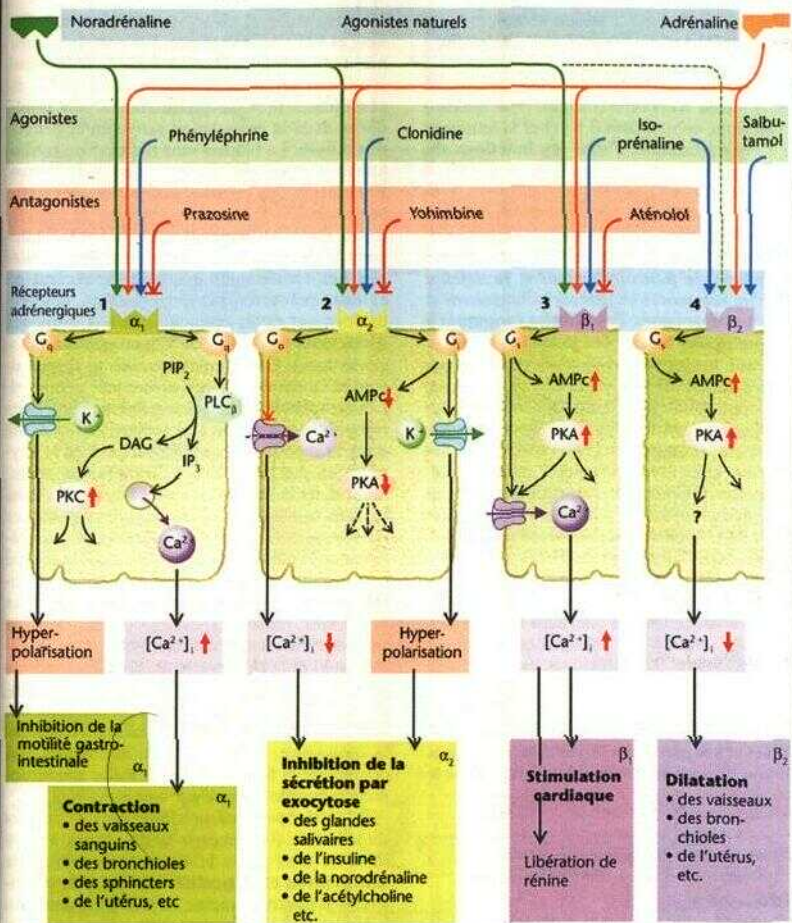 Noradrénaline Agonistes naturels Adrénaline
Agonistes
Phényléphrine Clonidine Iso-
prénaline Salbu-
tamol
Antagonistes
Prazosine Yohimbine Aténolol
Récepteurs
adrénergiques
1 α₁ 2 α₂ 3 β₁ 4 β₂
Gq Gq Go Gi Gs Gs
PIP₂
PLCβ
K⁺
DAG
IP₃
PKC
Ca²⁺
Ca²⁺
AMPc
K⁺
PKA
AMPc
PKA
Ca²⁺
AMPc
PKA
?
Hyper-
polarisation
[Ca²⁺]i
[Ca²⁺]i
Hyper-
polarisation
[Ca²⁺]i
[Ca²⁺]i
Inhibition de la
motilité gastro-
intestinale
α₁
α₁
Contraction
• des vaisseaux
sanguins
• des bronchioles
• des sphincters
• de l'utérus, etc
α₂
Inhibition de la
sécrétion par
exocytose
• des glandes
salivaires
• de l'insuline
• de la norodrénaline
• de l'acétylcholine
etc.
β₁
Stimulation
cardiaque
Libération de
rénine
β₂
Dilatation
• des vaisseaux
• des bron-
chioles
• de l'utérus,
etc.